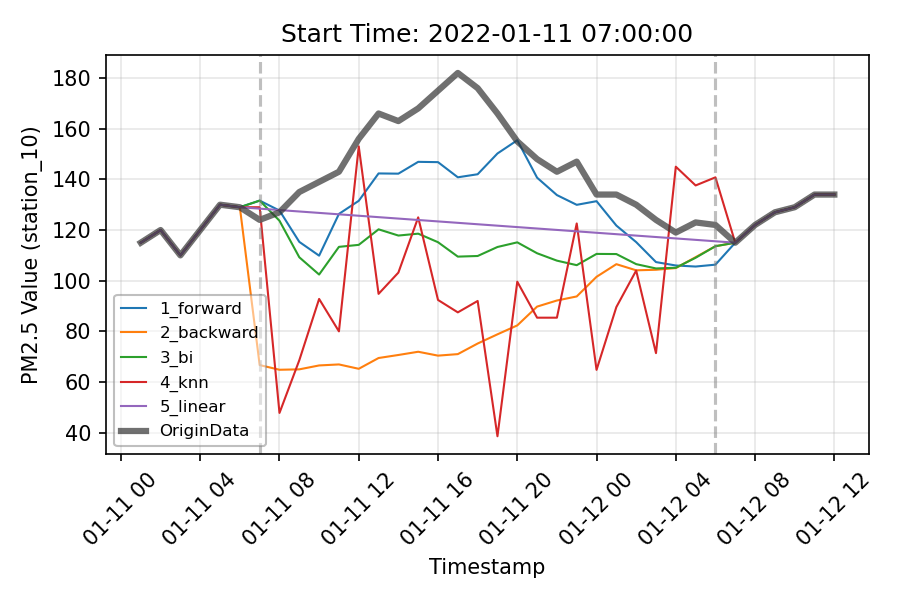 Start Time: 2022-01-11 07:00:00
PM2.5 Value (station_10)
180
160
140
120
100
80
60
40
1_forward
2_backward
3_bi
4_knn
5_linear
OriginData
01-11 00
01-11 04
01-11 08
01-11 12
01-11 16
01-11 20
01-12 00
01-12 04
01-12 08
01-12 12
Timestamp